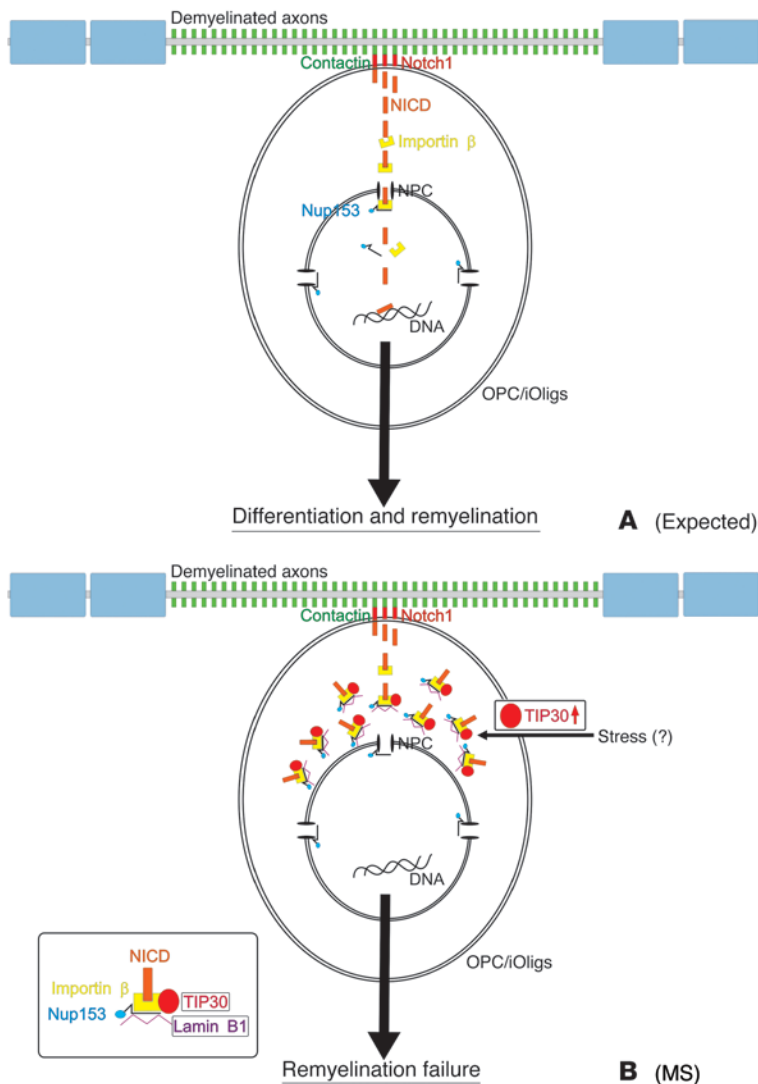 Demyelinated axons
Contactin Notch1
NICD
Importin β
NPC
Nup153
DNA
OPC/iOligs
Differentiation and remyelination
A (Expected)
Demyelinated axons
Contactin Notch1
TIP30
Stress (?)
NPC
DNA
OPC/iOligs
NICD
Importin β
TIP30
Nup153
Lamin B1
Remyelination failure
B (MS)